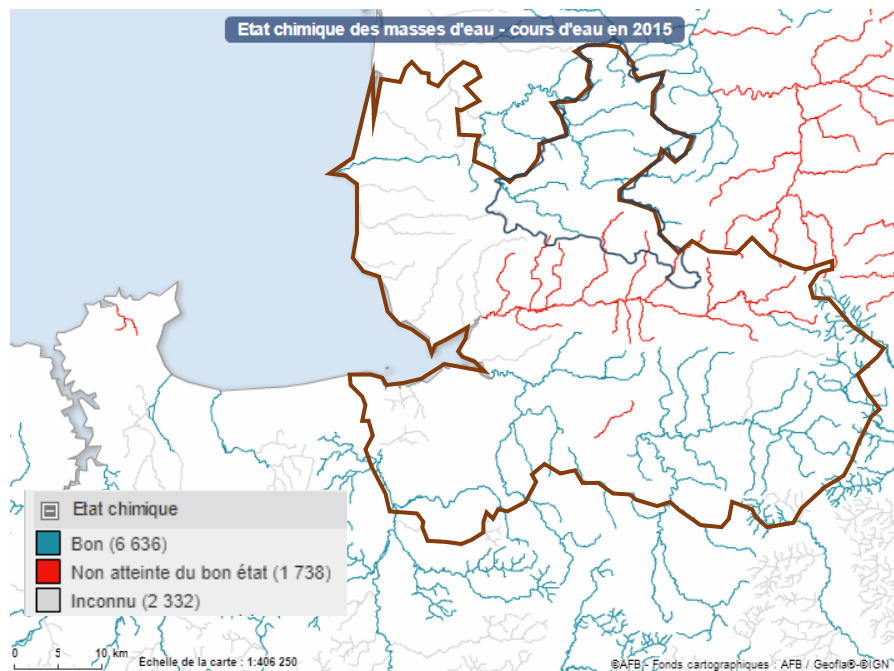 Etat chimique des masses d'eau - cours d'eau en 2015
Etat chimique
Bon (6 636)
Non atteinte du bon état (1 738)
Inconnu (2 332)
0 5 10 km
Echelle de la carte : 1:406 250
©AFB - Fonds cartographiques : AFB / Geofla®-©IGN